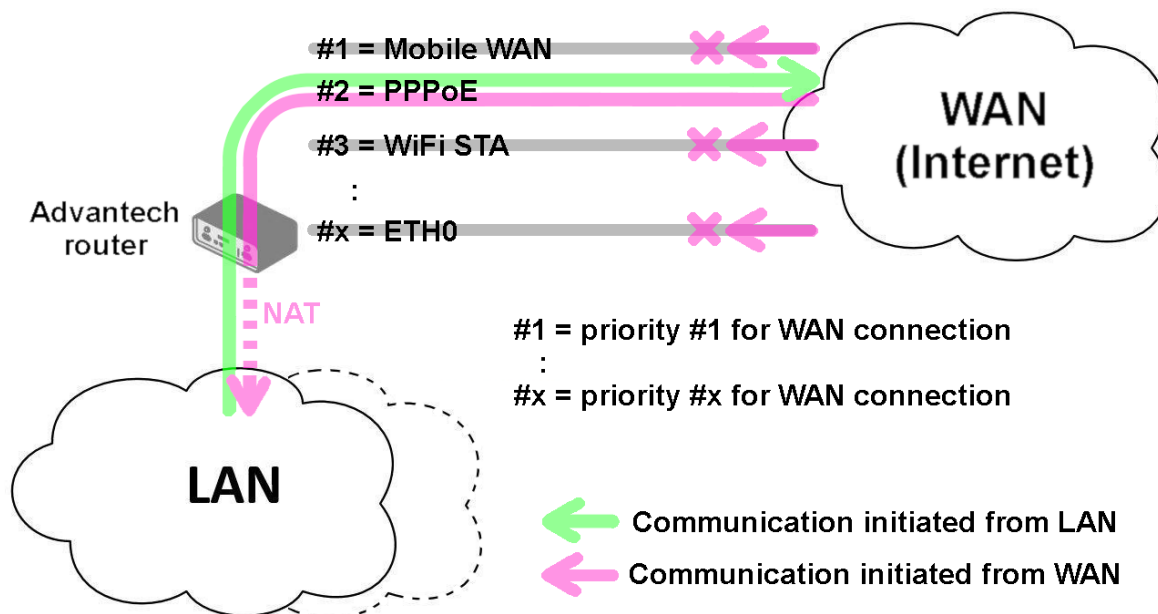 #1 = Mobile WAN
#2 = PPPoE
#3 = WiFi STA
:
#x = ETH0
WAN
(Internet)
Advantech
router
NAT
#1 = priority #1 for WAN connection
:
#x = priority #x for WAN connection
LAN
Communication initiated from LAN
Communication initiated from WAN